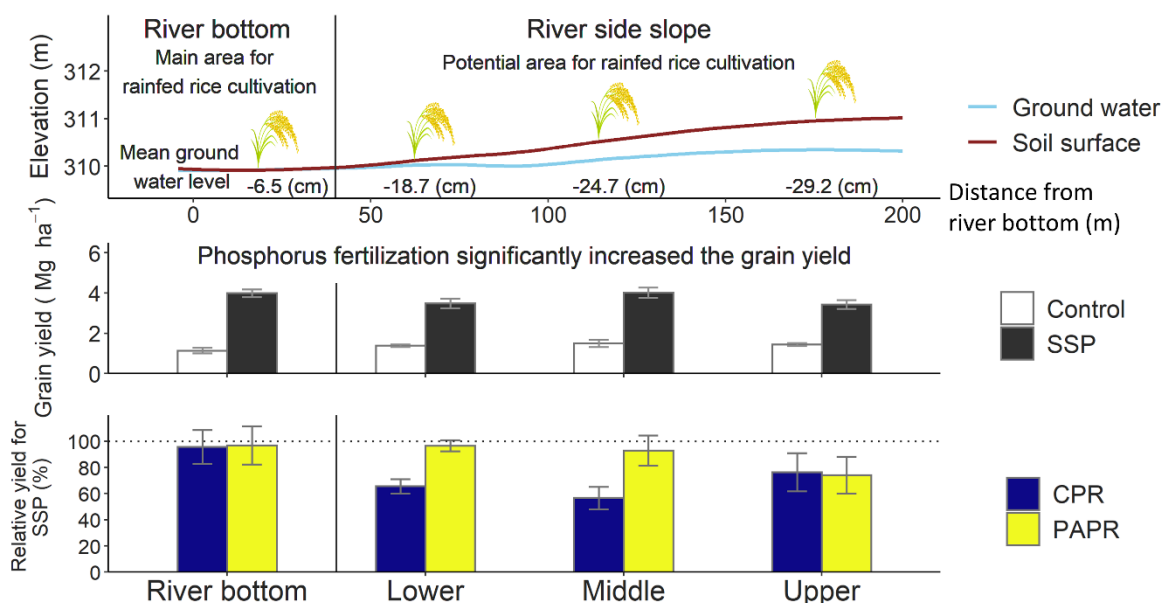 River bottom
Main area for
rainfed rice cultivation
River side slope
Potential area for rainfed rice cultivation
Elevation (m)
312
311
310
Mean ground
water level
-6.5 (cm)
-18.7 (cm)
-24.7 (cm)
-29.2 (cm)
0
50
100
150
200
Ground water
Soil surface
Distance from
river bottom (m)
Grain yield ( Mg ha⁻¹)
6
4
2
0
Phosphorus fertilization significantly increased the grain yield
Control
SSP
Relative yield for
SSP (%)
100
80
60
40
20
0
CPR
PAPR
River bottom
Lower
Middle
Upper